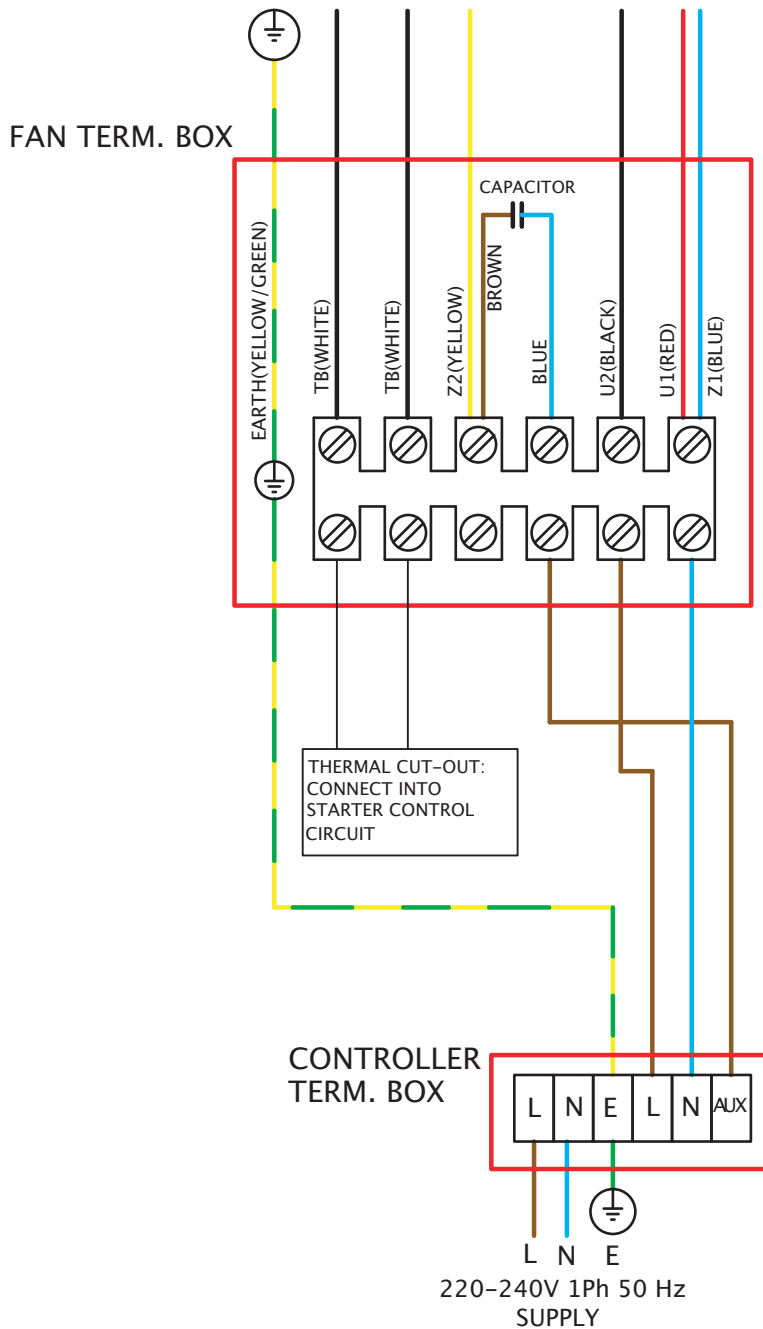 FAN TERM. BOX
CAPACITOR
EARTH(YELLOW/GREEN)
TB(WHITE)
TB(WHITE)
Z2(YELLOW)
BROWN
BLUE
U2(BLACK)
U1(RED)
Z1(BLUE)
THERMAL CUT-OUT:
CONNECT INTO
STARTER CONTROL
CIRCUIT
CONTROLLER
TERM. BOX
L N E L N AUX
L N E
220-240V 1Ph 50 Hz
SUPPLY